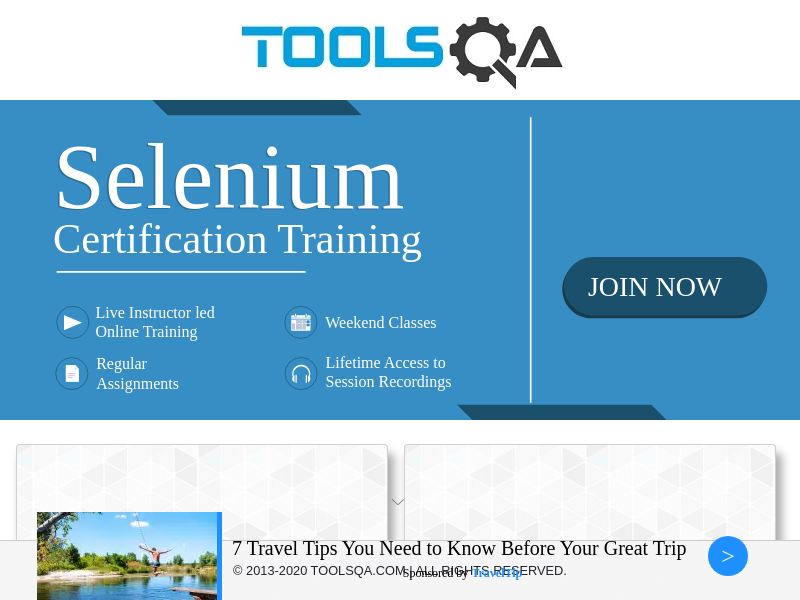 TOOLSQA
Selenium
Certification Training
Live Instructor led
Online Training
Weekend Classes
Regular
Assignments
Lifetime Access to
Session Recordings
JOIN NOW
7 Travel Tips You Need to Know Before Your Great Trip
>
© 2013-2020 TOOLSQA.COM | ALL RIGHTS RESERVED.
Sponsored by TravelTip